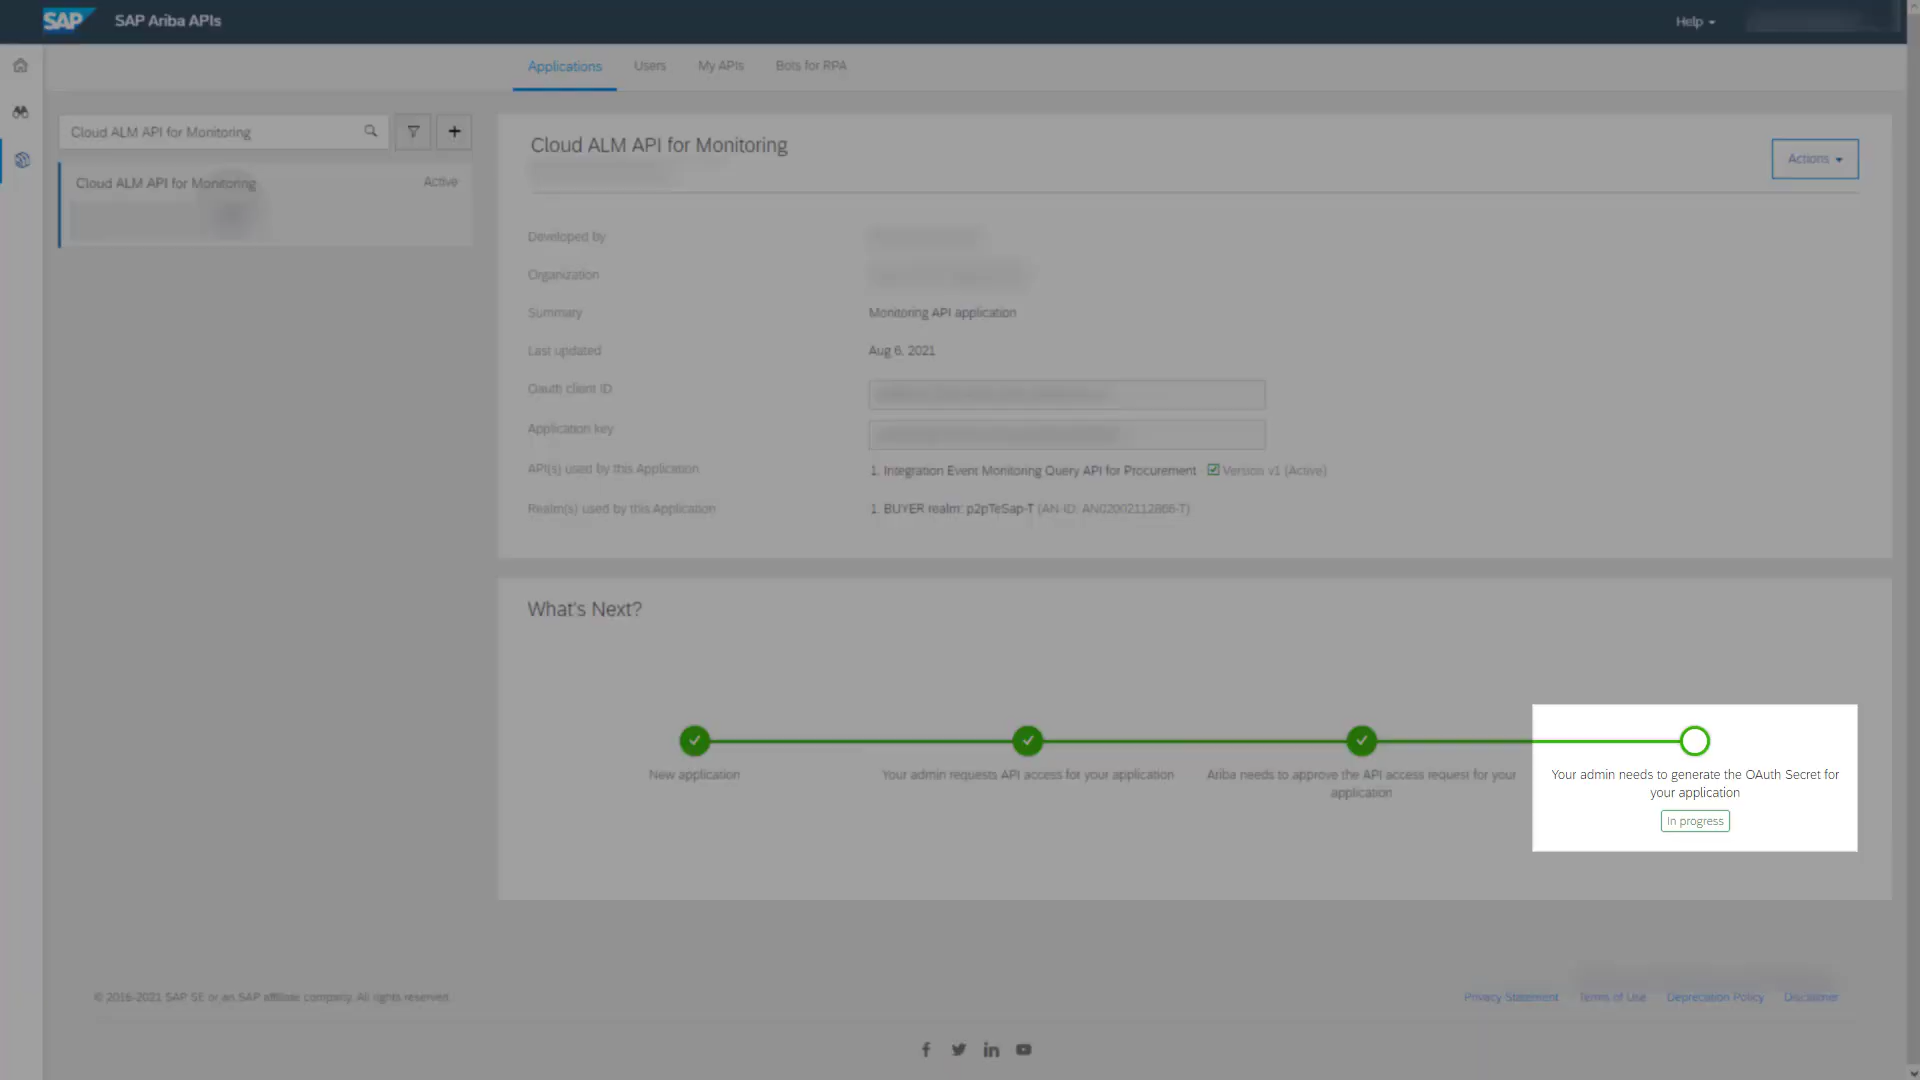 SAP
SAP Ariba APIs
Help
Applications
Users
My APIs
Bots for RPA
Cloud ALM API for Monitoring
Cloud ALM API for Monitoring
Active
Cloud ALM API for Monitoring
Actions
Developed by
Organization
Summary
Monitoring API application
Last updated
Aug 6, 2021
Oauth client ID
Application key
API(s) used by this Application
1. Integration Event Monitoring Query API for Procurement Version v1 (Active)
Realm(s) used by this Application
1. BUYER realm: p2pTeSap-T (AN-ID: AN02002112866-T)
What's Next?
New application
Your admin requests API access for your application
Ariba needs to approve the API access request for your
application
Your admin needs to generate the OAuth Secret for
your application
In progress
© 2016-2021 SAP SE or an SAP affiliate company. All rights reserved.
Privacy Statement
Terms of Use
Depreciation Policy
Disclaimer